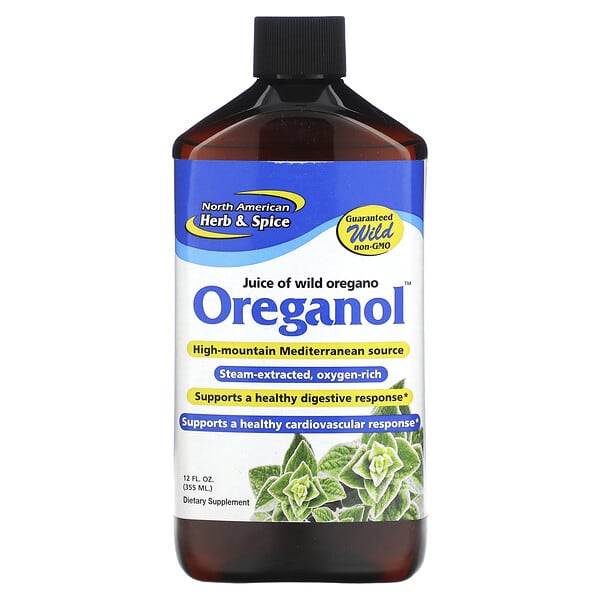 North American
Herb & Spice
Guaranteed
Wild
non-GMO
Juice of wild oregano
Oreganol™
High-mountain Mediterranean source
Steam-extracted, oxygen-rich
Supports a healthy digestive response*
Supports a healthy cardiovascular response*
12 FL. OZ.
(355 ML.)
Dietary Supplement